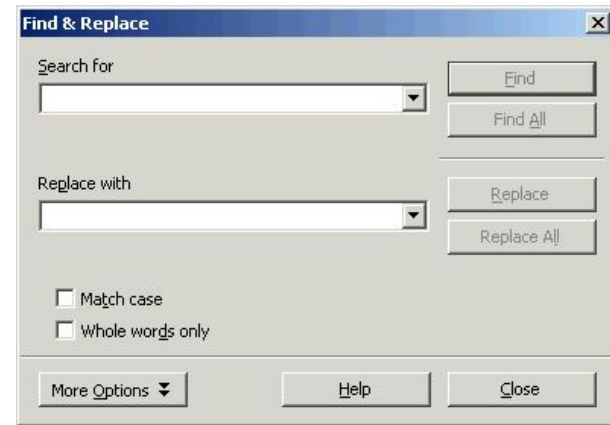 Find & Replace
Search for
Find
Find All
Replace with
Replace
Replace All
Match case
Whole words only
More Options
Help
Close